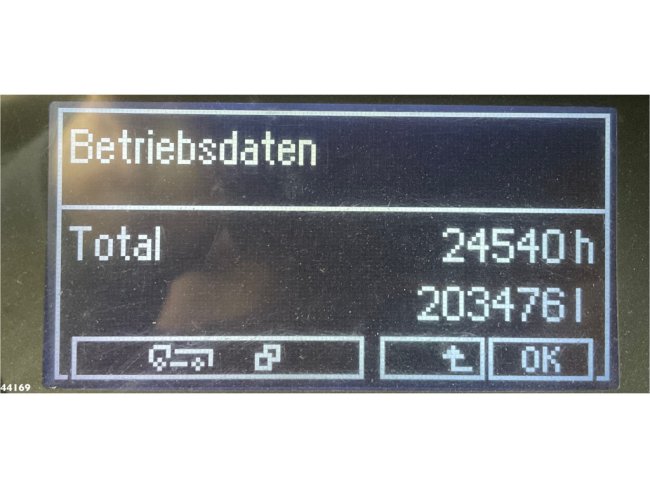 Betriebsdaten
Total 24540 h
203476 l
OK
44169